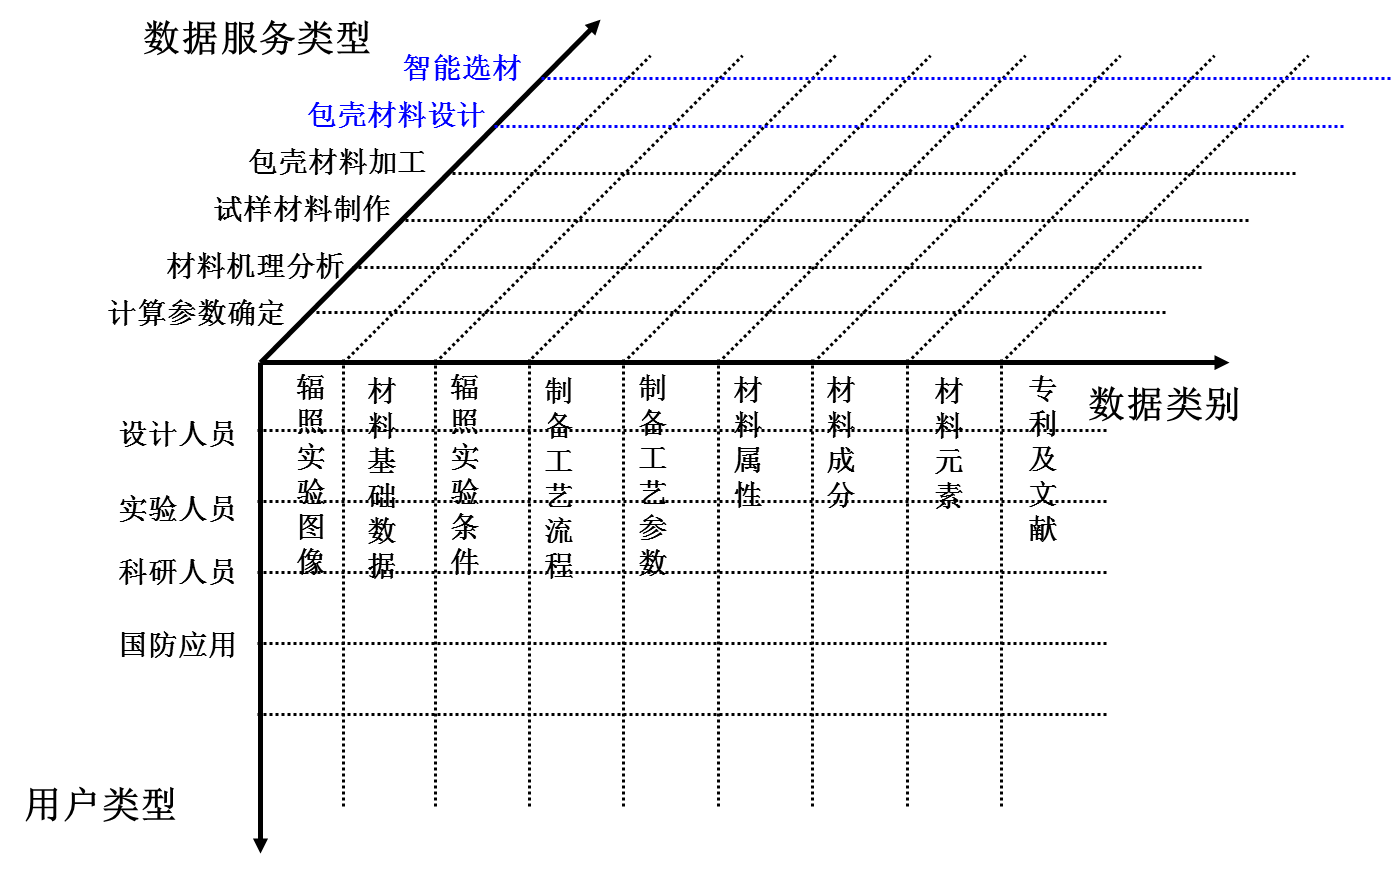 数据服务类型
智能选材
包壳材料设计
包壳材料加工
试样材料制作
材料机理分析
计算参数确定
辐照实验图像
材料基础数据
辐照实验条件
制备工艺流程
制备工艺参数
材料属性
材料成分
材料元素
专利及文献
数据类别
设计人员
实验人员
科研人员
国防应用
用户类型